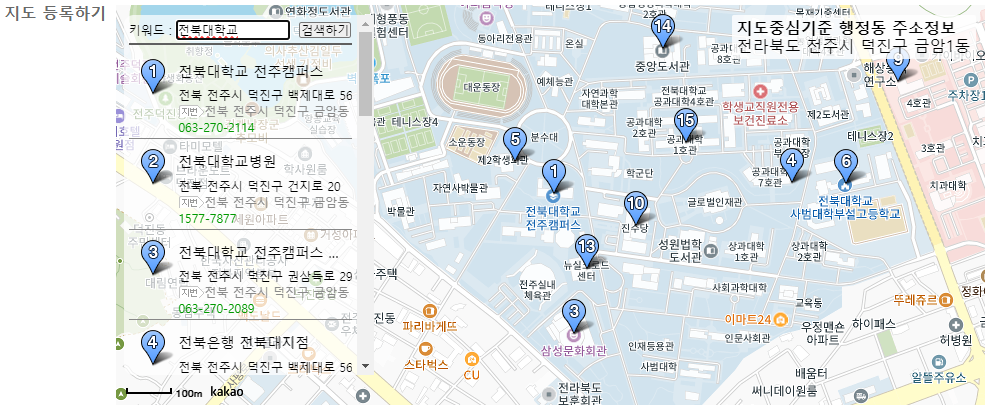 지도 등록하기
키워드 : 전북대학교 검색하기
1
전북대학교 전주캠퍼스
전북 전주시 덕진구 백제대로 56
지번 전북 전주시 덕진구 금암동
063-270-2114
2
전북대학교병원
전북 전주시 덕진구 건지로 20
지번 전북 전주시 덕진구 금암동
1577-7877
3
전북대학교 전주캠퍼스 ...
전북 전주시 덕진구 권삼득로 29
지번 전북 전주시 덕진구 금암동
063-270-2089
4
전북은행 전북대지점
전북 전주시 덕진구 백제대로 56
100m kakao
지도중심기준 행정동 주소정보
전라북도 전주시 덕진구 금암1동
연화정도서관
동아리전용관
온실
2호관
14
중앙도서관
공과대학
8호관
9
해상
연구소
주차장1
4호관
대운동장
예체능관
자연과학
대학본관
전북대학교
공과대학4호관
학생교직원전용
보건진료소
제2도서관
테니스장4
소운동장
분수대
5
제2학생회관
공과대학
2호관
15
공과대학
1호관
테니스장2
3호관
공과대학
7호관
4
6
전북대학교
사범대학부설고등학교
치과대학
자연사박물관
박물관
1
전북대학교
전주캠퍼스
학군단
10
진수당
글로벌인재관
성원법학
도서관
상과대학
1호관
상과대학
2호관
상과대학
3호관
13
뉴실크로드
센터
전주실내
체육관
사회과학대학
교육동
3
삼성문화회관
이마트24
인문사회관
인재등용관
사범대학
우정맨숀
아파트
하이패스
뚜레쥬르
허병원
알뜰주유소
배움터
써니데이원룸
파리바게뜨
스타벅스
CU
전라북도
보훈회관